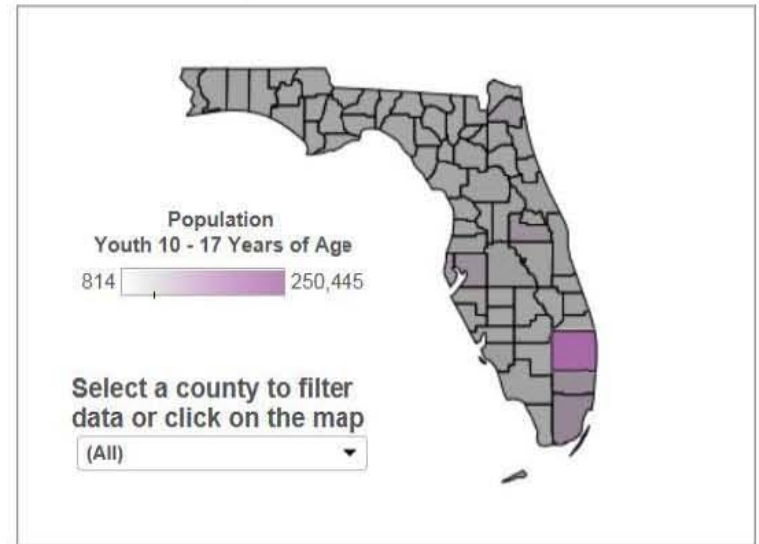 Population
Youth 10 - 17 Years of Age
814 250,445
Select a county to filter
data or click on the map
(All)